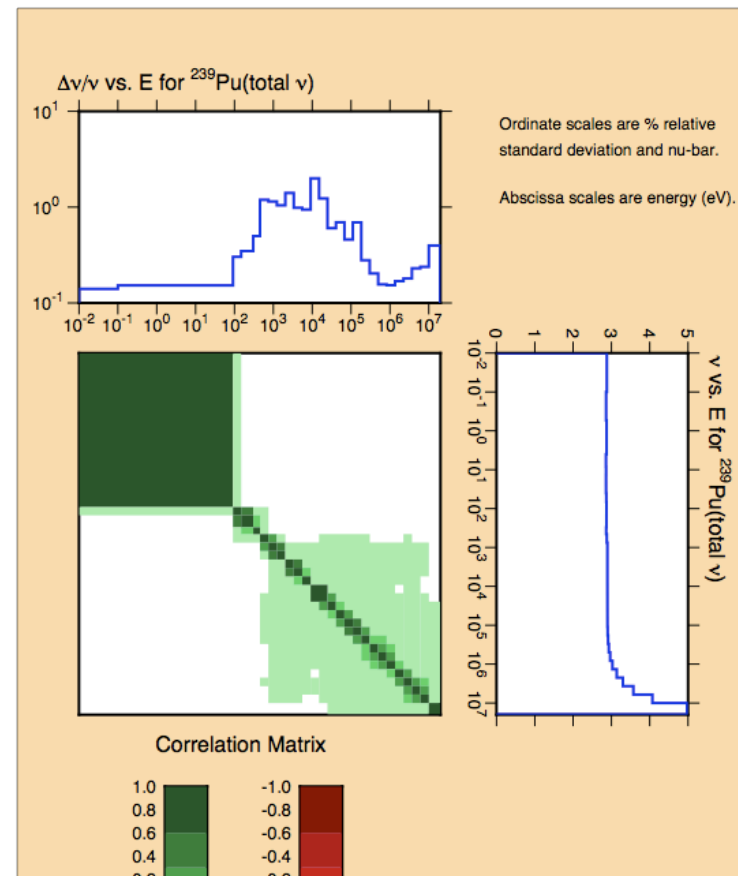 Δν/ν vs. E for ²³⁹Pu(total ν)
10¹
10⁰
10⁻¹
10⁻² 10⁻¹ 10⁰ 10¹ 10² 10³ 10⁴ 10⁵ 10⁶ 10⁷
Ordinate scales are % relative
standard deviation and nu-bar.
Abscissa scales are energy (eV).
0 1 2 3 4 5
10⁻² 10⁻¹ 10⁰ 10¹ 10² 10³ 10⁴ 10⁵ 10⁶ 10⁷
ν vs. E for ²³⁹Pu(total ν)
Correlation Matrix
1.0 -1.0
0.8 -0.8
0.6 -0.6
0.4 -0.4